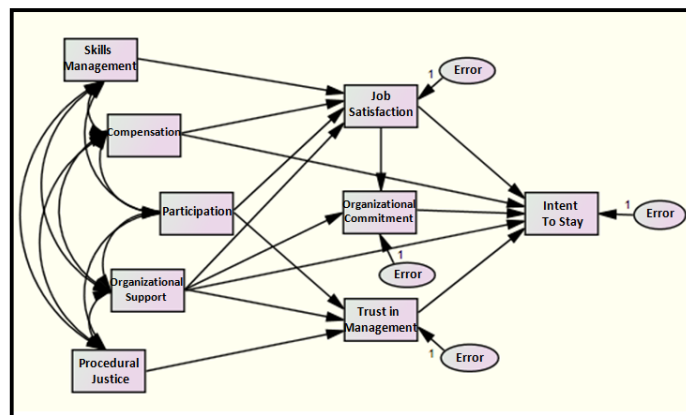 Skills
Management
Compensation
Participation
Organizational
Support
Procedural
Justice
Job
Satisfaction
1
Error
Organizational
Commitment
1
Error
Trust in
Management
1
Error
Intent
To Stay
1
Error